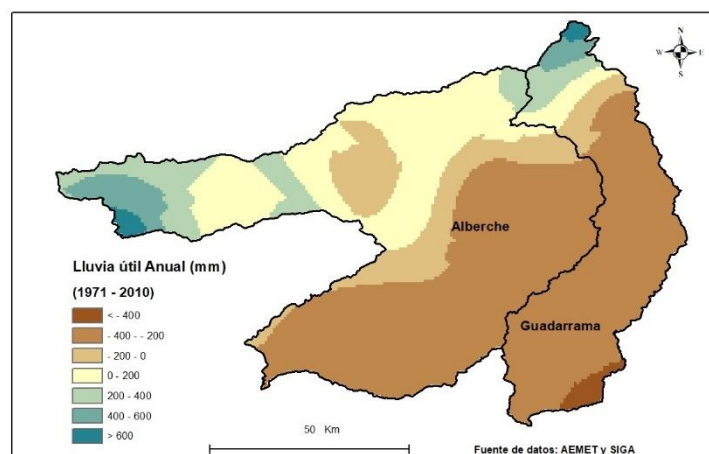 N
W E
S
Alberche
Guadarrama
Lluvia útil Anual (mm)
(1971 - 2010)
< - 400
- 400 - - 200
- 200 - 0
0 - 200
200 - 400
400 - 600
> 600
50 Km
Fuente de datos: AEMET y SIGA